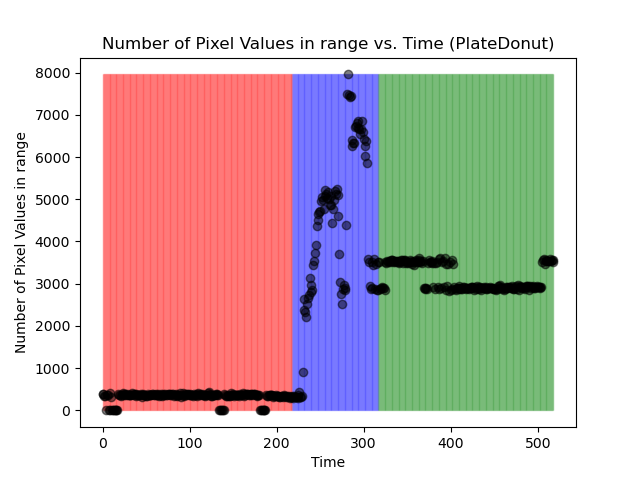 Number of Pixel Values in range vs. Time (PlateDonut)
Number of Pixel Values in range
8000
7000
6000
5000
4000
3000
2000
1000
0
0 100 200 300 400 500
Time